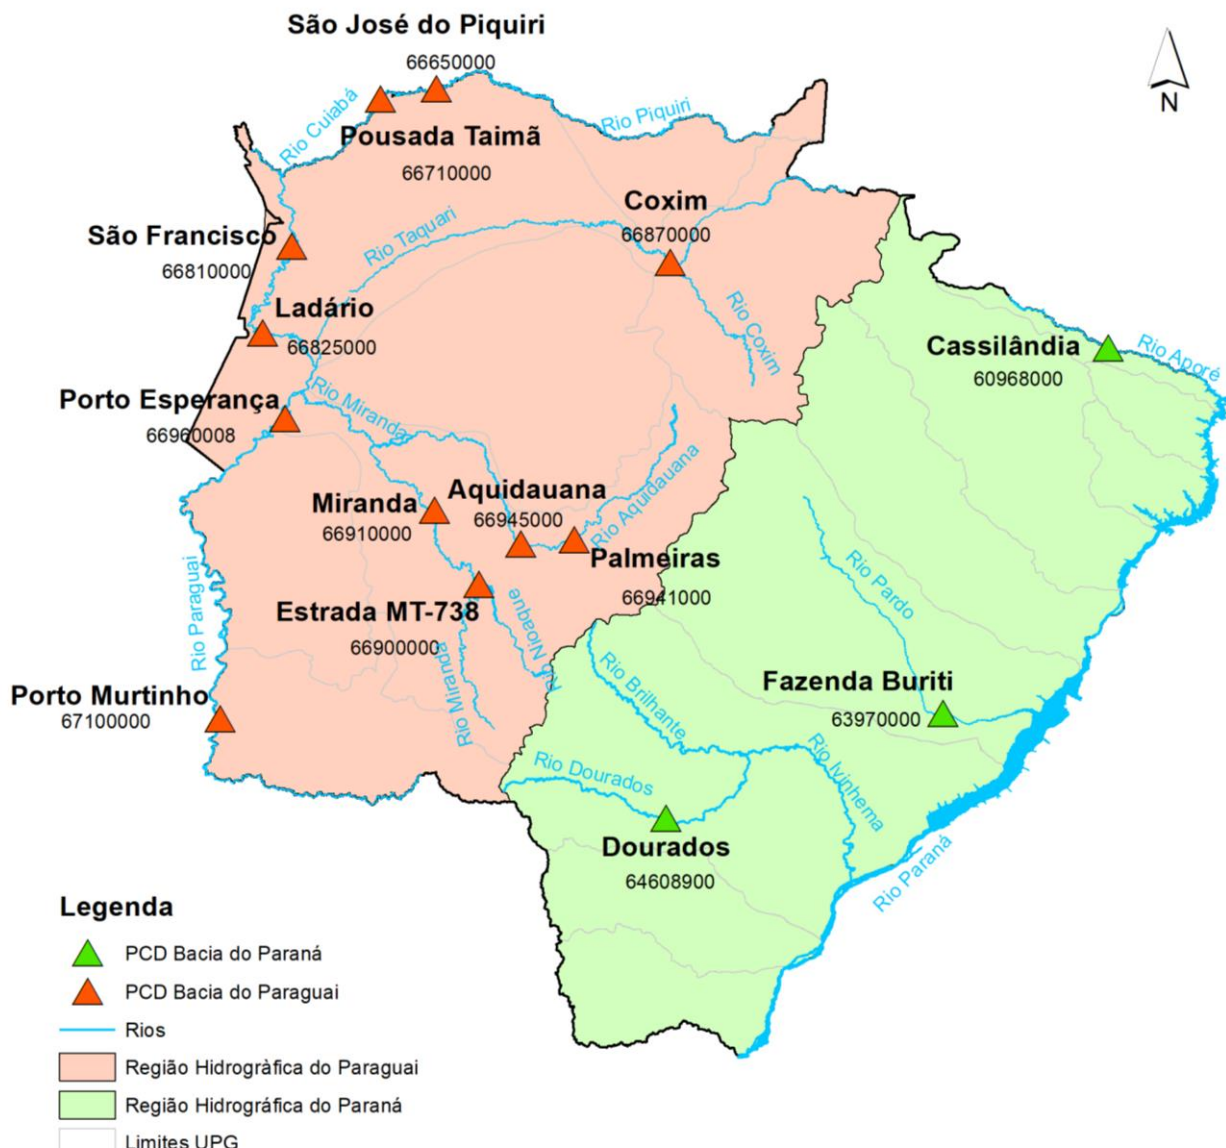 São José do Piquiri
66650000
N
Rio Cuiabá
Rio Piquiri
Pousada Taimã
66710000
Coxim
66870000
São Francisco
66810000
Rio Taquari
Ladário
66825000
Rio Coxim
Cassilândia
60968000
Rio Aporé
Porto Esperança
66960008
Rio Miranda
Miranda
66910000
Aquidauana
66945000
Rio Aquidauana
Palmeiras
66941000
Rio Paraguai
Estrada MT-738
66900000
Rio Nioaque
Rio Miranda
Rio Pardo
Porto Murtinho
67100000
Rio Brilhante
Fazenda Buriti
63970000
Rio Dourados
Rio Ivinhema
Dourados
64608900
Rio Paraná
Legenda
PCD Bacia do Paraná
PCD Bacia do Paraguai
Rios
Região Hidrogràfica do Paraguai
Região Hidrográfica do Paraná
Limites UPG